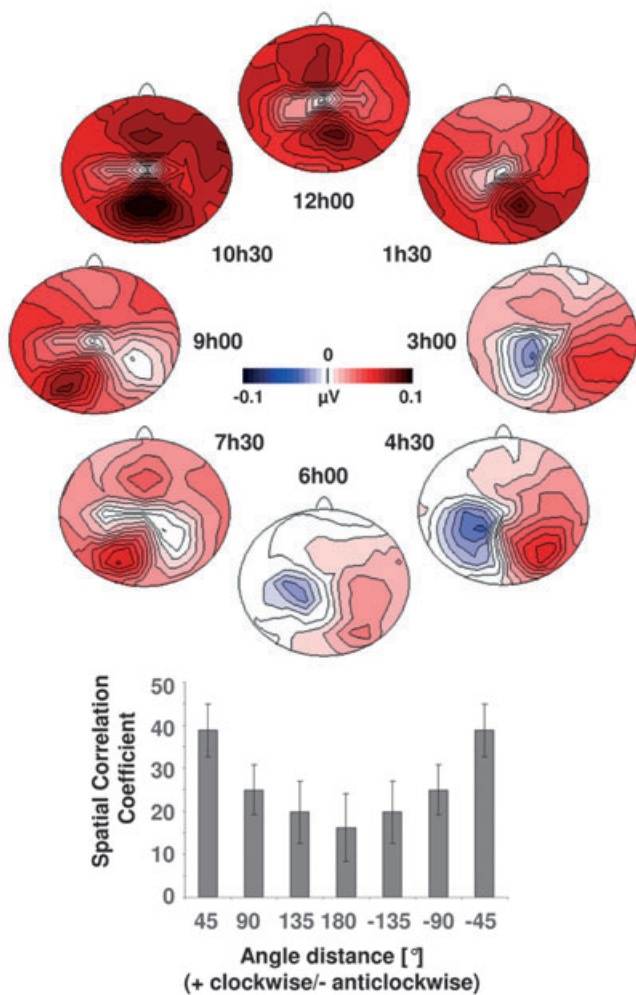 12h00
10h30
1h30
9h00
0
3h00
-0.1
µV
0.1
7h30
4h30
6h00
Spatial Correlation
Coefficient
50
40
30
20
10
0
45 90 135 180 -135 -90 -45
Angle distance [°]
(+ clockwise/- anticlockwise)